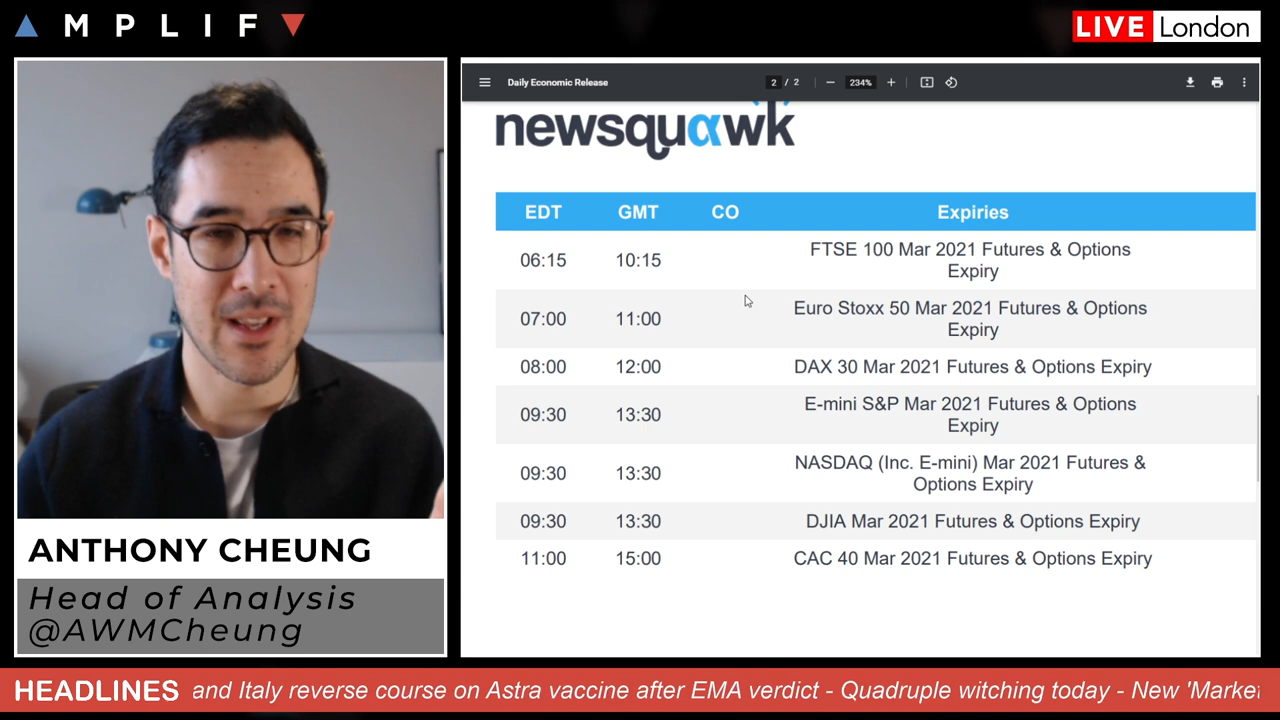 AMPLIFY
LIVE London
Daily Economic Release
2 / 2
234%
newsquawk
EDT GMT CO Expiries
06:15 10:15 FTSE 100 Mar 2021 Futures & Options
Expiry
07:00 11:00 Euro Stoxx 50 Mar 2021 Futures & Options
Expiry
08:00 12:00 DAX 30 Mar 2021 Futures & Options Expiry
09:30 13:30 E-mini S&P Mar 2021 Futures & Options
Expiry
09:30 13:30 NASDAQ (Inc. E-mini) Mar 2021 Futures &
Options Expiry
09:30 13:30 DJIA Mar 2021 Futures & Options Expiry
11:00 15:00 CAC 40 Mar 2021 Futures & Options Expiry
ANTHONY CHEUNG
Head of Analysis
@AWMCheung
HEADLINES and Italy reverse course on Astra vaccine after EMA verdict - Quadruple witching today - New 'Market